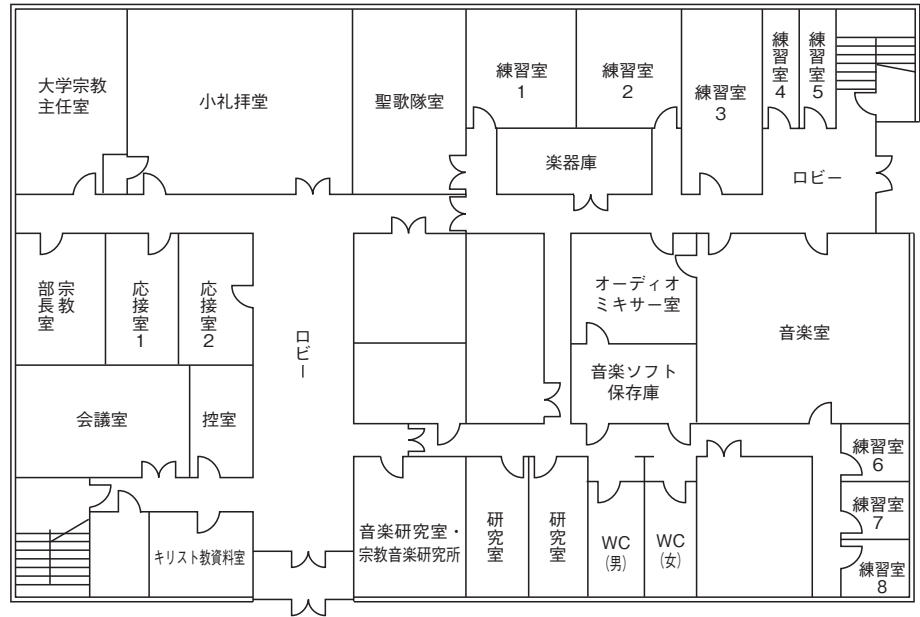 大学宗教
主任室
小礼拝堂
聖歌隊室
練習室
1
練習室
2
練習室
3
練習室
4
練習室
5
楽器庫
ロビー
宗教
部長室
応接室
1
応接室
2
ロビー
オーディオ
ミキサー室
音楽室
音楽ソフト
保存庫
会議室
控室
練習室
6
練習室
7
練習室
8
キリスト教資料室
音楽研究室・
宗教音楽研究所
研究室
研究室
WC
(男)
WC
(女)